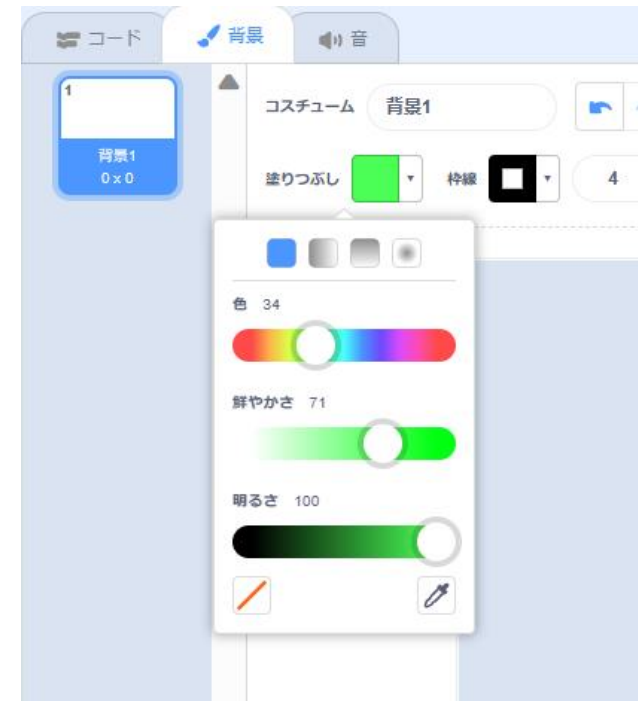 コード 背景 音
1
背景1
0 x 0
コスチューム 背景1
塗りつぶし 枠線 4
色 34
鮮やかさ 71
明るさ 100